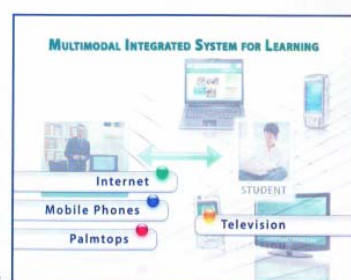 MULTIMODAL INTEGRATED SYSTEM FOR LEARNING
STUDENT
Internet
Mobile Phones
Palmtops
Television